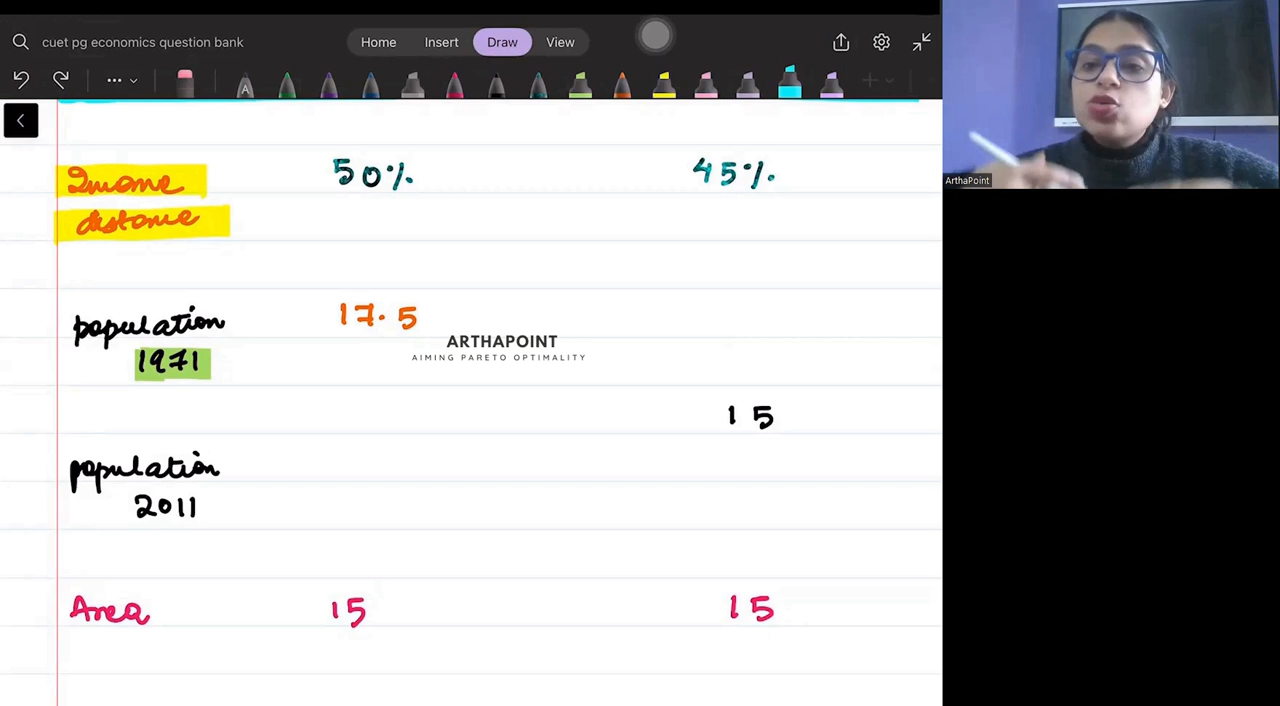 cuet pg economics question bank
Home Insert Draw View
A
Income 50% 45%
distance
population 17.5
1971
ARTHAPOINT
AIMING PARETO OPTIMALITY
15
population
2011
Area 15 15
ArthaPoint